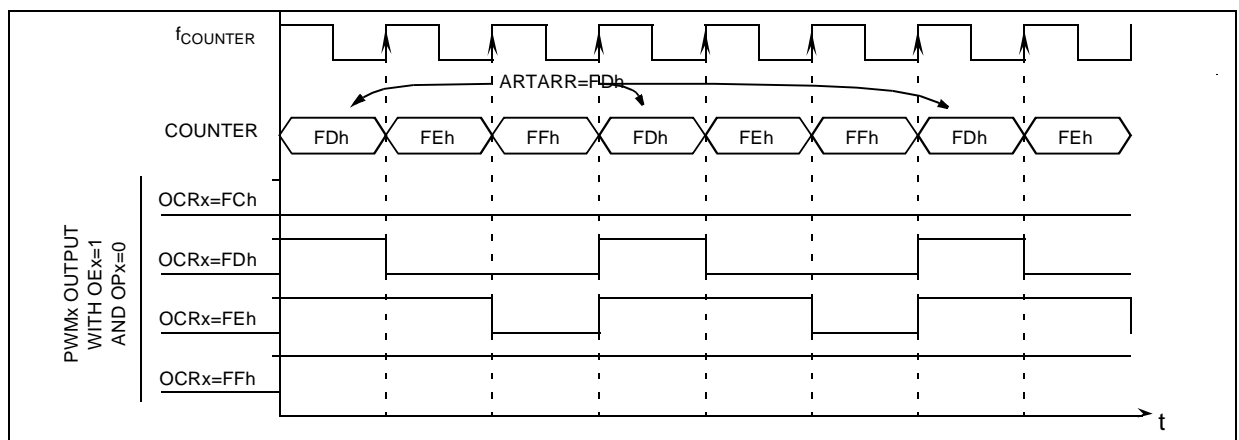 fCOUNTER
ARTARR=FDh
COUNTER
FDh FEh FFh FDh FEh FFh FDh FEh
OCRx=FCh
OCRx=FDh
OCRx=FEh
OCRx=FFh
PWMx OUTPUT
WITH OEx=1
AND OPx=0
t